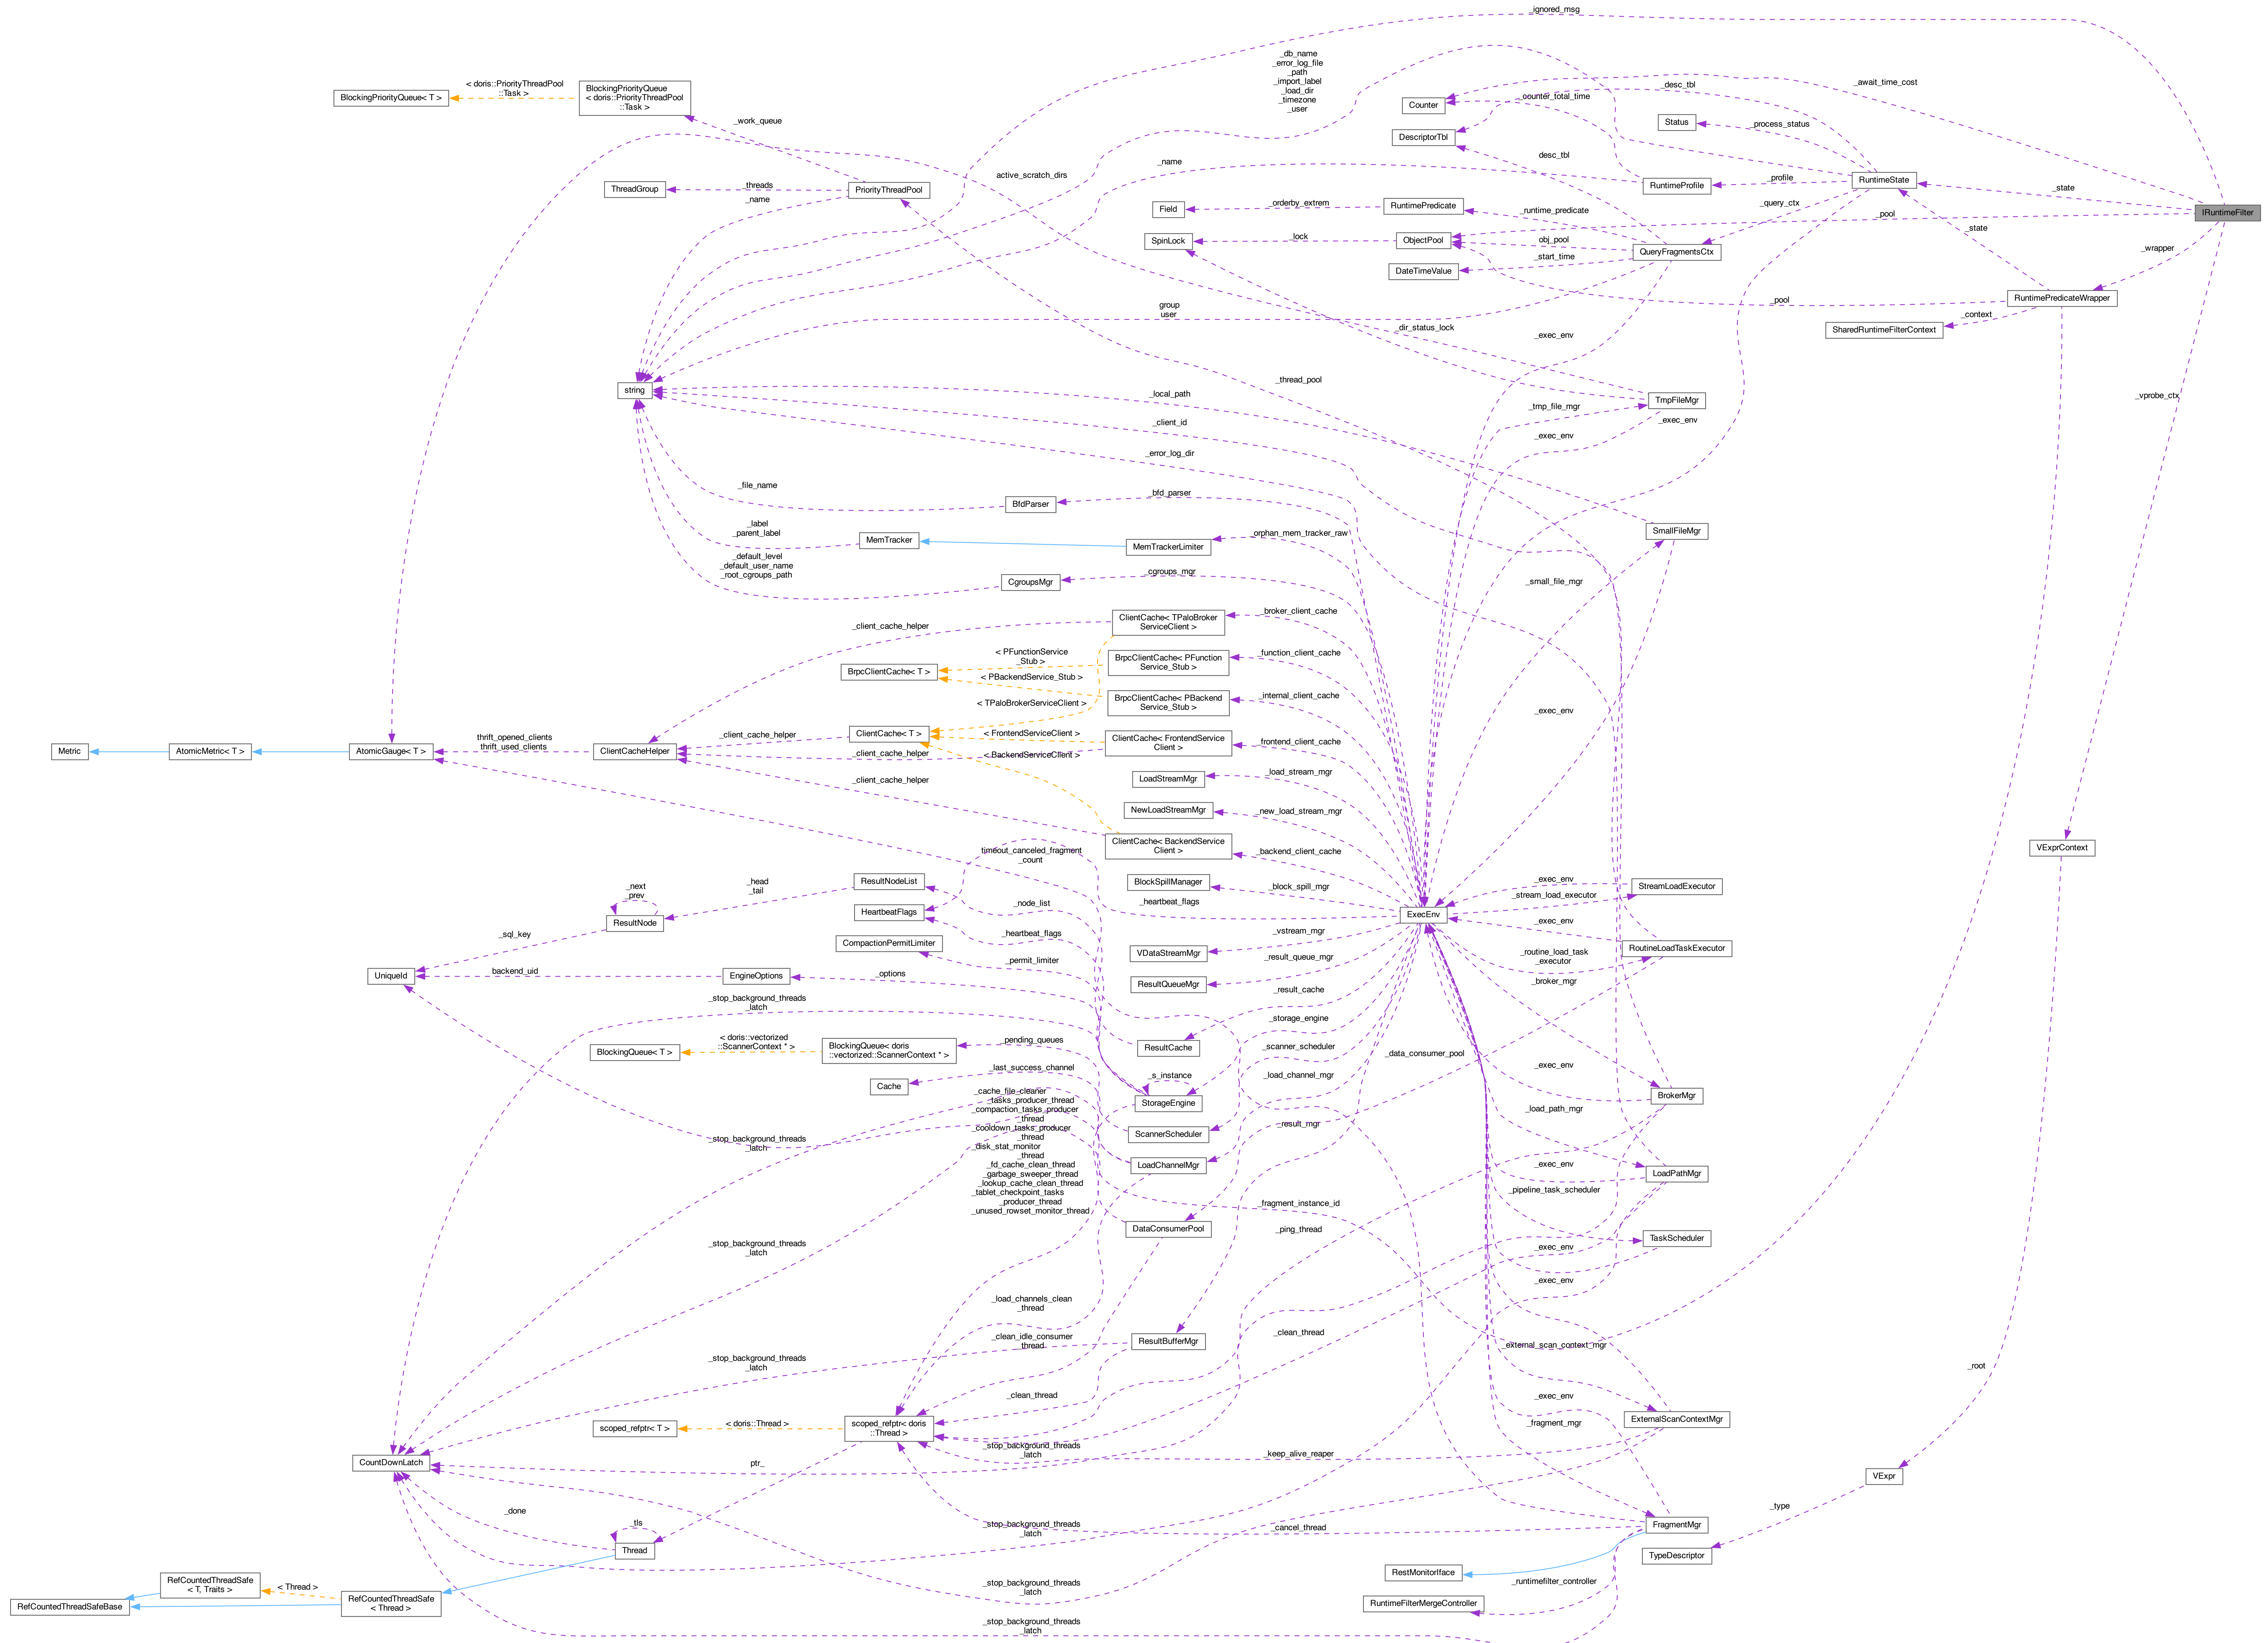 _ignored_msg
_db_name
_error_log_file
_path
_import_label
_load_dir
_timezone
_user
BlockingPriorityQueue< T >
< doris::PriorityThreadPool
::Task >
BlockingPriorityQueue
< doris::PriorityThreadPool
::Task >
_work_queue
Counter
_counter_total_time
_desc_tbl
_await_time_cost
Status
_process_status
DescriptorTbl
desc_tbl
ThreadGroup
_threads
PriorityThreadPool
_name
_name
active_scratch_dirs
RuntimeProfile
_profile
RuntimeState
_state
IRuntimeFilter
Field
_orderby_extrem
RuntimePredicate
_runtime_predicate
_query_ctx
_pool
_state
_wrapper
SpinLock
_lock
ObjectPool
obj_pool
QueryFragmentsCtx
DateTimeValue
_start_time
_pool
RuntimePredicateWrapper
group
user
_dir_status_lock
_exec_env
SharedRuntimeFilterContext
_context
string
_thread_pool
_local_path
_client_id
_error_log_dir
_tmp_file_mgr
TmpFileMgr
_exec_env
_exec_env
_vprobe_ctx
_file_name
BfdParser
_bfd_parser
_label
_parent_label
MemTracker
MemTrackerLimiter
_orphan_mem_tracker_raw
SmallFileMgr
_default_level
_default_user_name
_root_cgroups_path
CgroupsMgr
_cgroups_mgr
_small_file_mgr
_client_cache_helper
ClientCache< TPaloBroker
ServiceClient >
_broker_client_cache
< PFunctionService
_Stub >
BrpcClientCache< T >
BrpcClientCache< PFunction
Service_Stub >
_function_client_cache
< PBackendService_Stub >
BrpcClientCache< PBackend
Service_Stub >
_internal_client_cache
< TPaloBrokerServiceClient >
_exec_env
Metric
AtomicMetric< T >
AtomicGauge< T >
thrift_opened_clients
thrift_used_clients
ClientCacheHelper
_client_cache_helper
_client_cache_helper
_client_cache_helper
ClientCache< T >
< FrontendServiceClient >
< BackendServiceClient >
ClientCache< FrontendService
Client >
_frontend_client_cache
LoadStreamMgr
_load_stream_mgr
NewLoadStreamMgr
_new_load_stream_mgr
ClientCache< BackendService
Client >
_backend_client_cache
VExprContext
timeout_canceled_fragment
_count
BlockSpillManager
_block_spill_mgr
_heartbeat_flags
_next
_prev
ResultNode
_head
_tail
ResultNodeList
_node_list
HeartbeatFlags
_heartbeat_flags
ExecEnv
_exec_env
_stream_load_executor
StreamLoadExecutor
_exec_env
RoutineLoadTaskExecutor
_sql_key
CompactionPermitLimiter
_permit_limiter
VDataStreamMgr
_vstream_mgr
_routine_load_task
_executor
UniqueId
backend_uid
EngineOptions
_options
ResultQueueMgr
_result_queue_mgr
_result_cache
_broker_mgr
_stop_background_threads
_latch
_storage_engine
BlockingQueue< T >
< doris::vectorized
::ScannerContext * >
BlockingQueue< doris
::vectorized::ScannerContext * >
_pending_queues
ResultCache
_scanner_scheduler
_data_consumer_pool
_exec_env
Cache
_last_success_channel
_s_instance
StorageEngine
_load_channel_mgr
BrokerMgr
_cache_file_cleaner
_tasks_producer_thread
_compaction_tasks_producer
_thread
_cooldown_tasks_producer
_thread
_disk_stat_monitor
_thread
_fd_cache_clean_thread
_garbage_sweeper_thread
_lookup_cache_clean_thread
_tablet_checkpoint_tasks
_producer_thread
_unused_rowset_monitor_thread
_stop_background_threads
_latch
ScannerScheduler
_result_mgr
_load_path_mgr
LoadChannelMgr
_exec_env
LoadPathMgr
_pipeline_task_scheduler
_fragment_instance_id
_stop_background_threads
_latch
DataConsumerPool
_ping_thread
_exec_env
TaskScheduler
_exec_env
_load_channels_clean
_thread
_clean_idle_consumer
_thread
ResultBufferMgr
_clean_thread
_external_scan_context_mgr
_stop_background_threads
_latch
_root
_clean_thread
_exec_env
_fragment_mgr
ExternalScanContextMgr
scoped_refptr< T >
< doris::Thread >
scoped_refptr< doris
::Thread >
_stop_background_threads
_latch
_keep_alive_reaper
CountDownLatch
ptr_
VExpr
_done
_tls
Thread
_stop_background_threads
_latch
_cancel_thread
FragmentMgr
_type
TypeDescriptor
RefCountedThreadSafe
< T, Traits >
< Thread >
RefCountedThreadSafe
< Thread >
RefCountedThreadSafeBase
_stop_background_threads
_latch
RestMonitorIface
_runtimefilter_controller
RuntimeFilterMergeController
_stop_background_threads
_latch